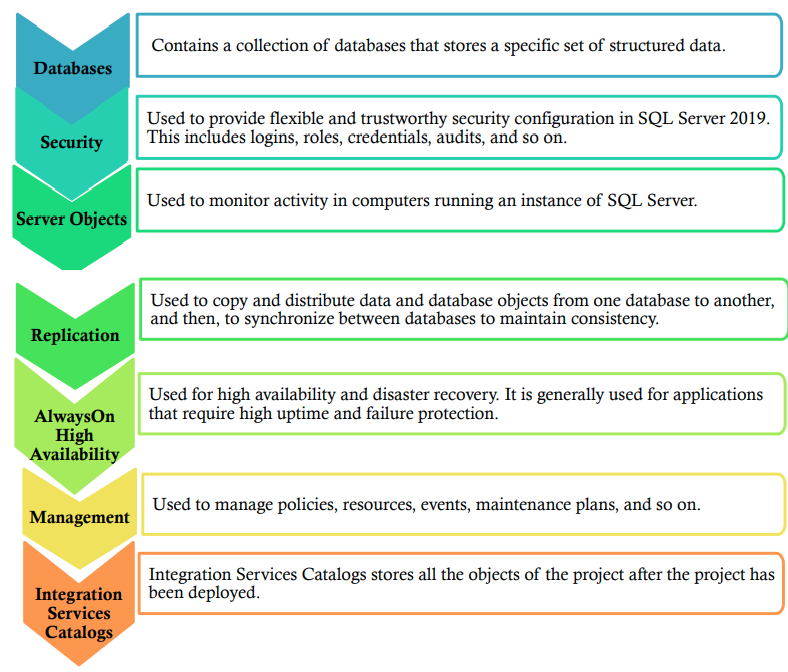 Databases
Contains a collection of databases that stores a specific set of structured data.
Security
Used to provide flexible and trustworthy security configuration in SQL Server 2019.
This includes logins, roles, credentials, audits, and so on.
Server Objects
Used to monitor activity in computers running an instance of SQL Server.
Replication
Used to copy and distribute data and database objects from one database to another,
and then, to synchronize between databases to maintain consistency.
AlwaysOn
High
Availability
Used for high availability and disaster recovery. It is generally used for applications
that require high uptime and failure protection.
Management
Used to manage policies, resources, events, maintenance plans, and so on.
Integration
Services
Catalogs
Integration Services Catalogs stores all the objects of the project after the project has
been deployed.